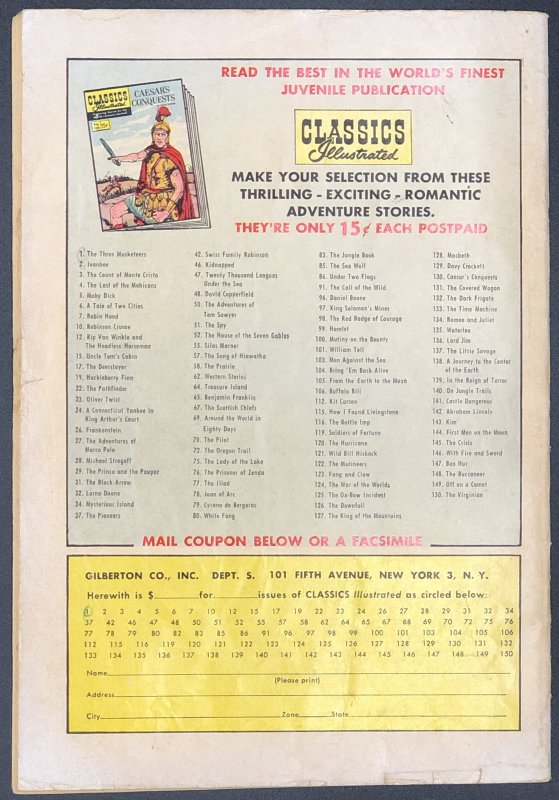 READ THE BEST IN THE WORLD'S FINEST
JUVENILE PUBLICATION
CLASSICS
Illustrated
CLASSICS
Illustrated
CAESAR'S
CONQUESTS
15¢
MAKE YOUR SELECTION FROM THESE
THRILLING - EXCITING - ROMANTIC
ADVENTURE STORIES.
THEY'RE ONLY 15¢ EACH POSTPAID
1. The Three Musketeers
2. Ivanhoe
3. The Count of Monte Cristo
4. The Last of the Mohicans
5. Moby Dick
6. A Tale of Two Cities
7. Robin Hood
10. Robinson Crusoe
12. Rip Van Winkle and
The Headless Horseman
15. Uncle Tom's Cabin
17. The Deerslayer
19. Huckleberry Finn
22. The Pathfinder
23. Oliver Twist
24. A Connecticut Yankee in
King Arthur's Court
26. Frankenstein
27. The Adventures of
Marco Polo
28. Michael Strogoff
29. The Prince and the Pauper
31. The Black Arrow
32. Lorna Doone
34. Mysterious Island
37. The Pioneers
42. Swiss Family Robinson
46. Kidnapped
47. Twenty Thousand Leagues
Under the Sea
48. David Copperfield
50. The Adventures of
Tom Sawyer
51. The Spy
52. The House of the Seven Gables
55. Silas Marner
57. The Song of Hiawatha
58. The Prairie
62. Western Stories
64. Treasure Island
65. Benjamin Franklin
67. The Scottish Chiefs
69. Around the World in
Eighty Days
70. The Pilot
72. The Oregon Trail
75. The Lady of the Lake
76. The Prisoner of Zenda
77. The Iliad
78. Joan of Arc
79. Cyrano de Bergerac
80. White Fang
83. The Jungle Book
85. The Sea Wolf
86. Under Two Flags
91. The Call of the Wild
96. Daniel Boone
97. King Solomon's Mines
98. The Red Badge of Courage
99. Hamlet
100. Mutiny on the Bounty
101. William Tell
103. Men Against the Sea
104. Bring 'Em Back Alive
105. From the Earth to the Moon
106. Buffalo Bill
112. Kit Carson
115. How I Found Livingstone
116. The Bottle Imp
119. Soldiers of Fortune
120. The Hurricane
121. Wild Bill Hickock
122. The Mutineers
123. Fang and Claw
124. The War of the Worlds
125. The Ox-Bow Incident
126. The Downfall
127. The King of the Mountains
128. Macbeth
129. Davy Crockett
130. Caesar's Conquests
131. The Covered Wagon
132. The Dark Frigate
133. The Time Machine
134. Romeo and Juliet
135. Waterloo
136. Lord Jim
137. The Little Savage
138. A Journey to the Center
of the Earth
139. In the Reign of Terror
140. On Jungle Trails
141. Castle Dangerous
142. Abraham Lincoln
143. Kim
144. First Men on the Moon
145. The Crisis
146. With Fire and Sword
147. Ben Hur
148. The Buccaneer
149. Off on a Comet
150. The Virginian
MAIL COUPON BELOW OR A FACSIMILE
GILBERTON CO., INC. DEPT. S. 101 FIFTH AVENUE, NEW YORK 3, N. Y.
Herewith is $ for issues of CLASSICS Illustrated as circled below:
1 2 3 4 5 6 7 10 12 15 17 19 22 23 24 26 27 28 29 31 32 34
37 42 46 47 48 50 51 52 55 57 58 62 64 65 67 68 69 70 72 75 76
77 78 79 80 83 85 86 91 96 97 98 99 100 101 103 104 105 106
112 115 116 119 120 121 122 123 124 125 126 127 128 129 130 131 132
133 134 135 136 137 138 139 140 141 142 143 144 145 146 147 148 149 150
Name
(Please print)
Address
City Zone State